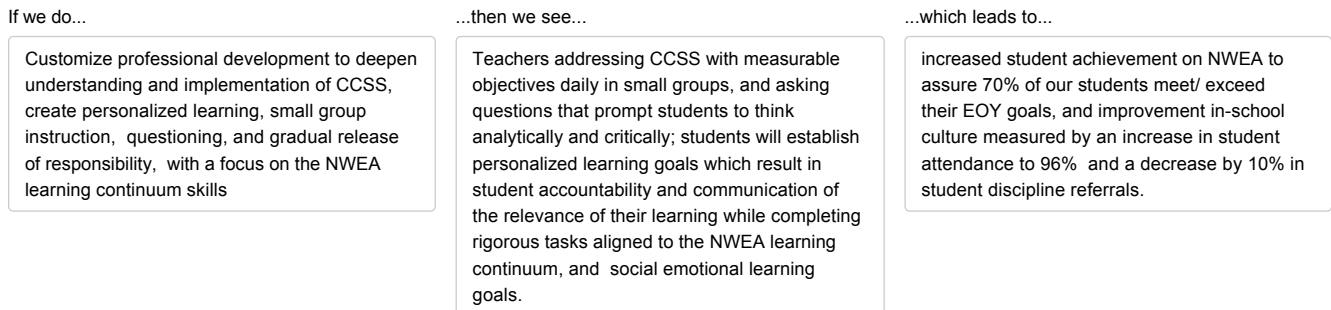 If we do...
Customize professional development to deepen
understanding and implementation of CCSS,
create personalized learning, small group
instruction, questioning, and gradual release
of responsibility, with a focus on the NWEA
learning continuum skills
...then we see...
Teachers addressing CCSS with measurable
objectives daily in small groups, and asking
questions that prompt students to think
analytically and critically; students will establish
personalized learning goals which result in
student accountability and communication of
the relevance of their learning while completing
rigorous tasks aligned to the NWEA learning
continuum, and social emotional learning
goals.
...which leads to...
increased student achievement on NWEA to
assure 70% of our students meet/ exceed
their EOY goals, and improvement in-school
culture measured by an increase in student
attendance to 96% and a decrease by 10% in
student discipline referrals.